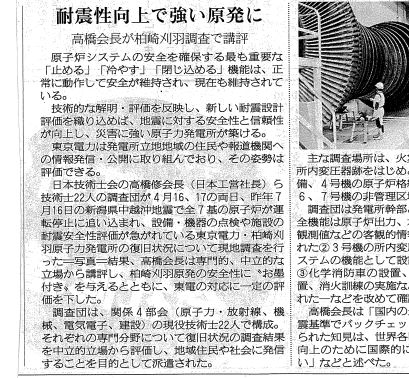 耐震性向上で強い原発に
高橋会長が柏崎刈羽調査で講評
原子炉システムの安全を確保する最も重要な
「止める」「冷やす」「閉じ込める」機能は、正
常に動作して安全が維持され、現在も維持されて
いる。
技術的な解明・評価を反映し、新しい耐震設計
評価を織り込めば、地震に対する安全性と信頼性
が向上し、災害に強い原子力発電所が築ける。
東京電力は発電所立地地域の住民や報道機関へ
の情報発信・公開に取り組んでおり、その姿勢は
評価できる。
日本技術士会の高橋修会長（日本工営社長）ら
技術士22人の調査団が４月16、17の両日、昨年７
月16日の新潟県中越沖地震で全７基の原子炉が運
転停止に追い込まれ、設備・機器の点検や施設の
耐震安全性評価が急がれている東京電力・柏崎刈
羽原子力発電所の復旧状況について現地調査を行
った―写真―結果、高橋会長は専門的、中立的な
立場から講評し、柏崎刈羽原発の安全性に〝お墨
付き〟を与えるとともに、東電の対応に一定の評
価を下した。
調査団は、関係４部会（原子力・放射線、機
械、電気電子、建設）の現役技術士22人で構成。
それぞれの専門分野について復旧状況の調査結果
を中立的立場から評価し、地域住民や社会に発信
することを目的として派遣された。
主な調査場所は、火
所内変圧器跡をはじめ
備、４号機の原子炉格
６、７号機の非管理区
調査団は発電所幹部
全機能は原子炉出力、
観測値などの客観的情
れた②３号機の所内変
ステムの機能として設
③化学消防車の設置、
置、消火訓練の実施な
れた―などを改めて確
高橋会長は「国内の
震基準でバックチェッ
られた知見は、世界各
向上のために国際的に
い」などと述べた。